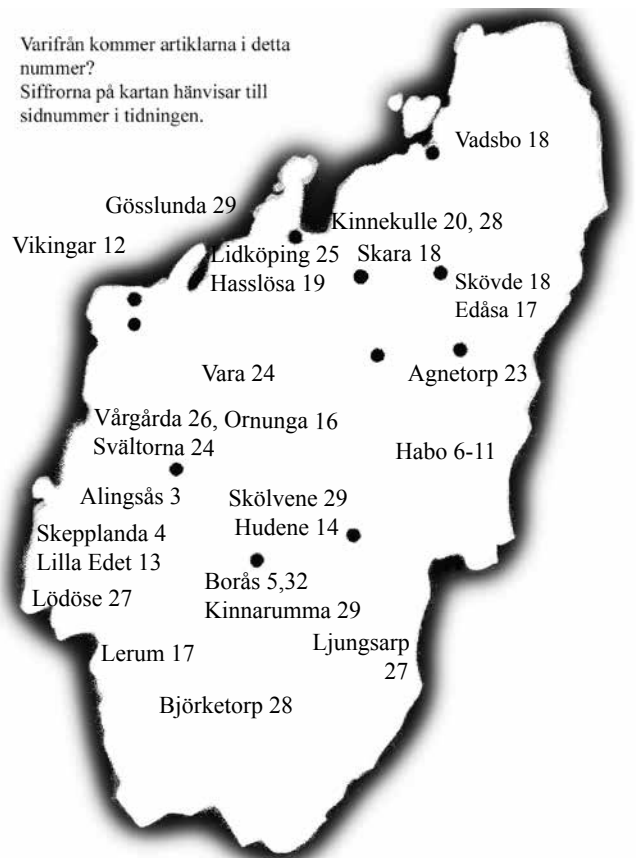 Varifrån kommer artiklarna i detta
nummer?
Siffrorna på kartan hänvisar till
sidnummer i tidningen.
Vadsbo 18
Gösslunda 29
Kinnekulle 20, 28
Vikingar 12
Lidköping 25
Skara 18
Hasslösa 19
Skövde 18
Edåsa 17
Vara 24
Agnetorp 23
Vårgårda 26, Ornunga 16
Svältorna 24
Habo 6-11
Alingsås 3
Skölvene 29
Hudene 14
Skepplanda 4
Lilla Edet 13
Lödöse 27
Borås 5,32
Kinnarumma 29
Ljungsarp
27
Lerum 17
Björketorp 28